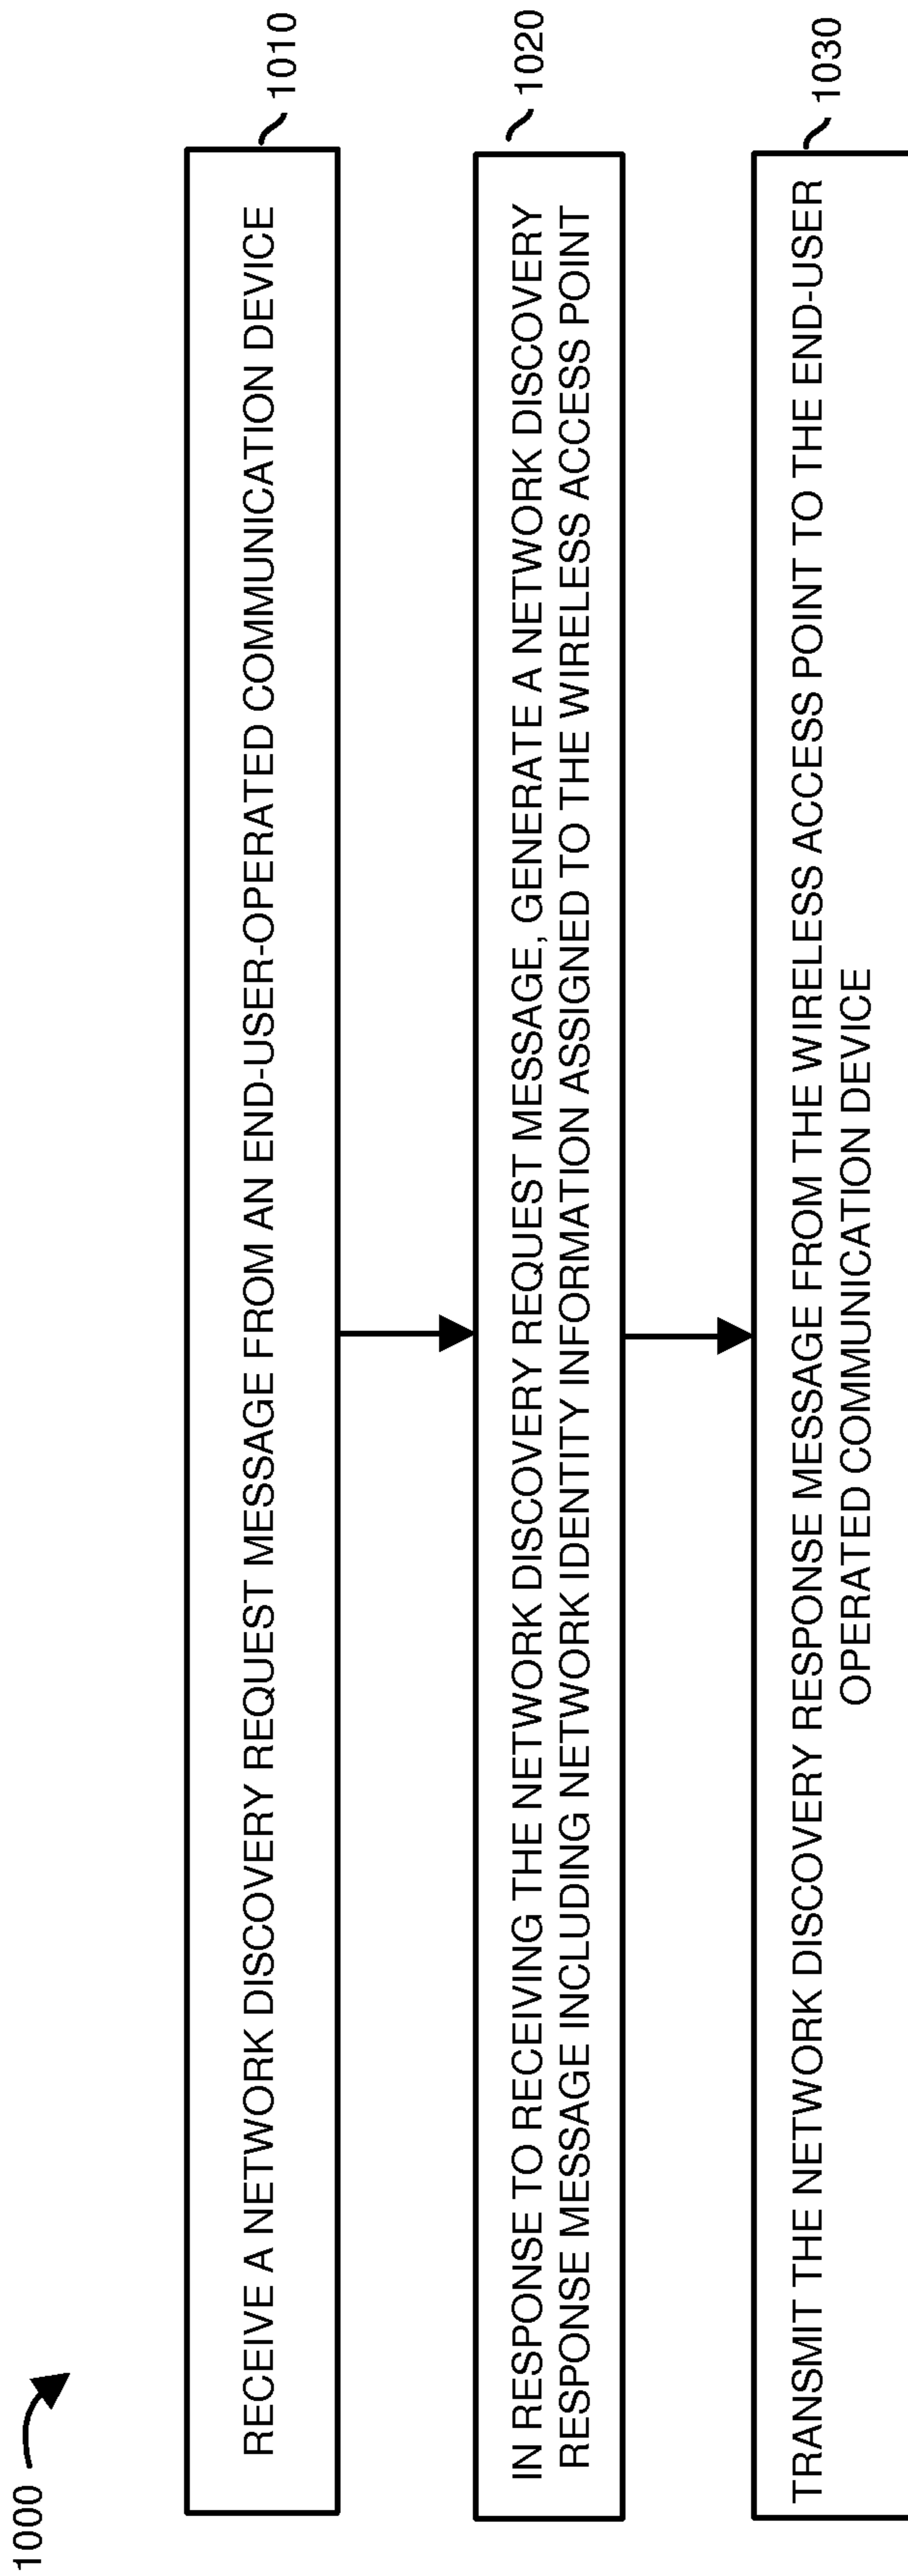 1000
RECEIVE A NETWORK DISCOVERY REQUEST MESSAGE FROM AN END-USER-OPERATED COMMUNICATION DEVICE
1010
IN RESPONSE TO RECEIVING THE NETWORK DISCOVERY REQUEST MESSAGE, GENERATE A NETWORK DISCOVERY
RESPONSE MESSAGE INCLUDING NETWORK IDENTITY INFORMATION ASSIGNED TO THE WIRELESS ACCESS POINT
1020
TRANSMIT THE NETWORK DISCOVERY RESPONSE MESSAGE FROM THE WIRELESS ACCESS POINT TO THE END-USER
OPERATED COMMUNICATION DEVICE
1030